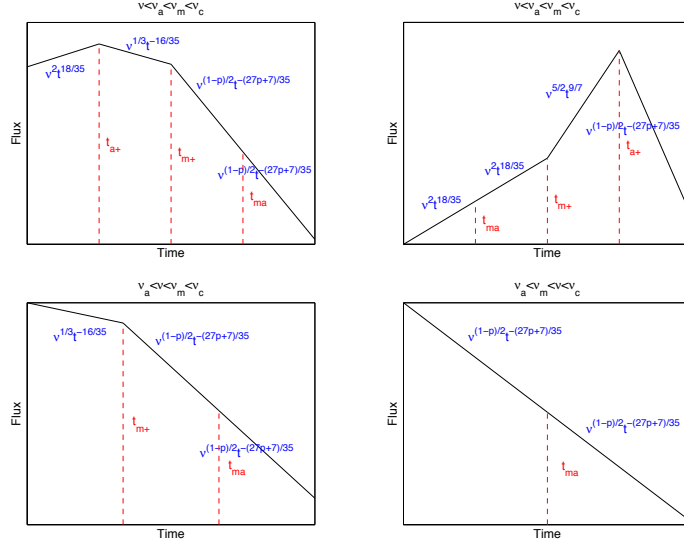 ν<ν_a<ν_m<ν_c
ν^{1/3}t^{-16/35}
ν^2t^{18/35}
ν^{(1-p)/2}t^{-(27p+7)/35}
t_{a+}
t_{m+}
ν^{(1-p)/2}t^{-(27p+7)/35}
t_{ma}
Flux
Time
ν<ν_a<ν_m<ν_c
ν^{5/2}t^{9/7}
ν^{(1-p)/2}t^{-(27p+7)/35}
t_{a+}
ν^2t^{18/35}
ν^2t^{18/35}
t_{m+}
t_{ma}
Flux
Time
ν_a<ν<ν_m<ν_c
ν^{1/3}t^{-16/35}
ν^{(1-p)/2}t^{-(27p+7)/35}
t_{m+}
ν^{(1-p)/2}t^{-(27p+7)/35}
t_{ma}
Flux
Time
ν_a<ν_m<ν<ν_c
ν^{(1-p)/2}t^{-(27p+7)/35}
ν^{(1-p)/2}t^{-(27p+7)/35}
t_{ma}
Flux
Time